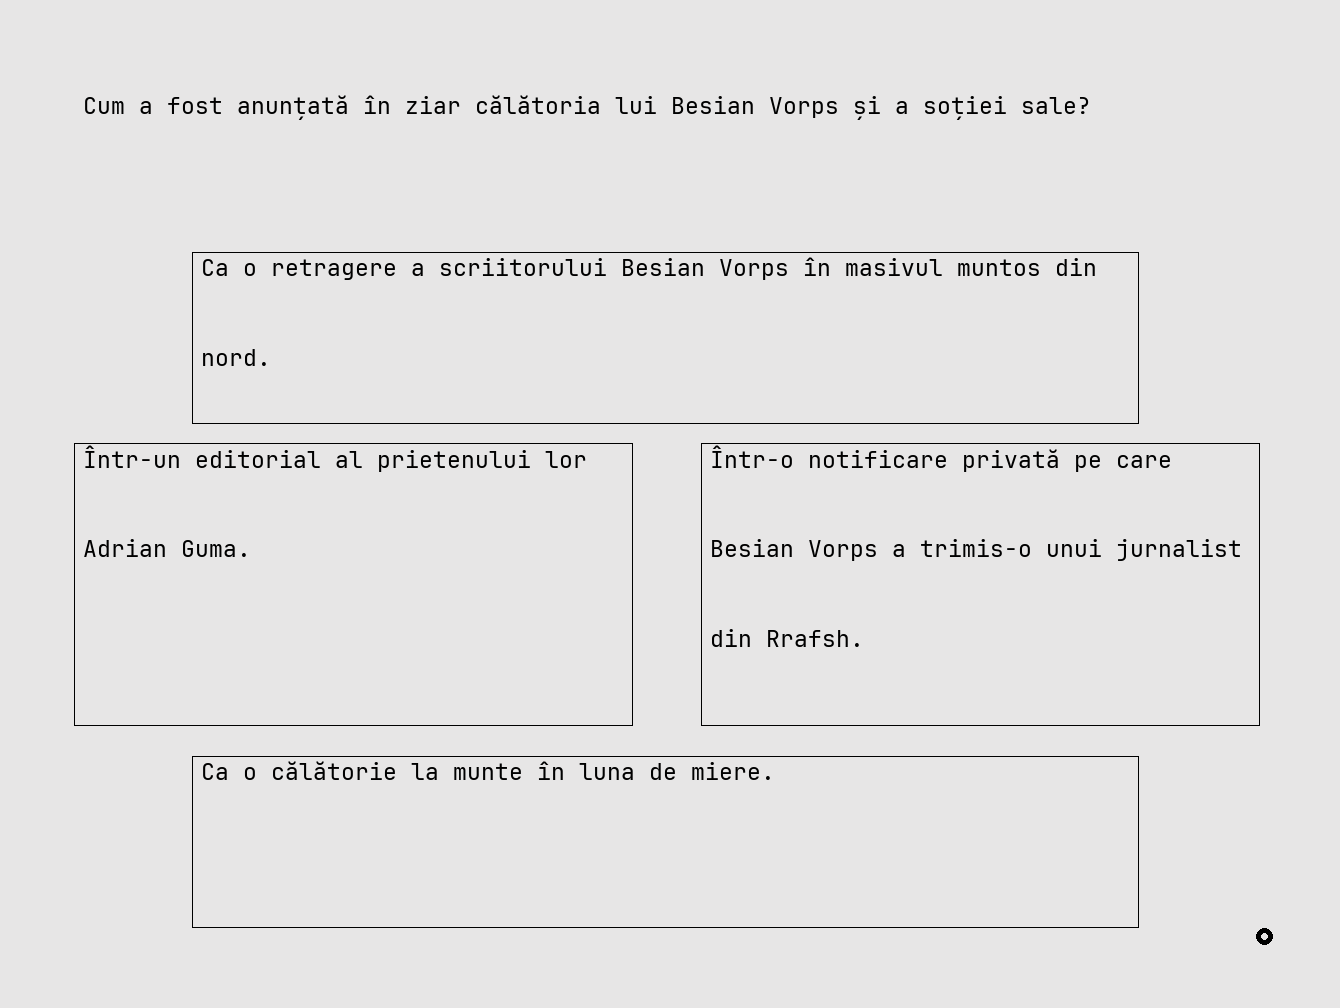 Cum a fost anunțată în ziar călătoria lui Besian Vorps și a soției sale?
Ca o retragere a scriitorului Besian Vorps în masivul muntos din
nord.
Într-un editorial al prietenului lor
Adrian Guma.
Într-o notificare privată pe care
Besian Vorps a trimis-o unui jurnalist
din Rrafsh.
Ca o călătorie la munte în luna de miere.